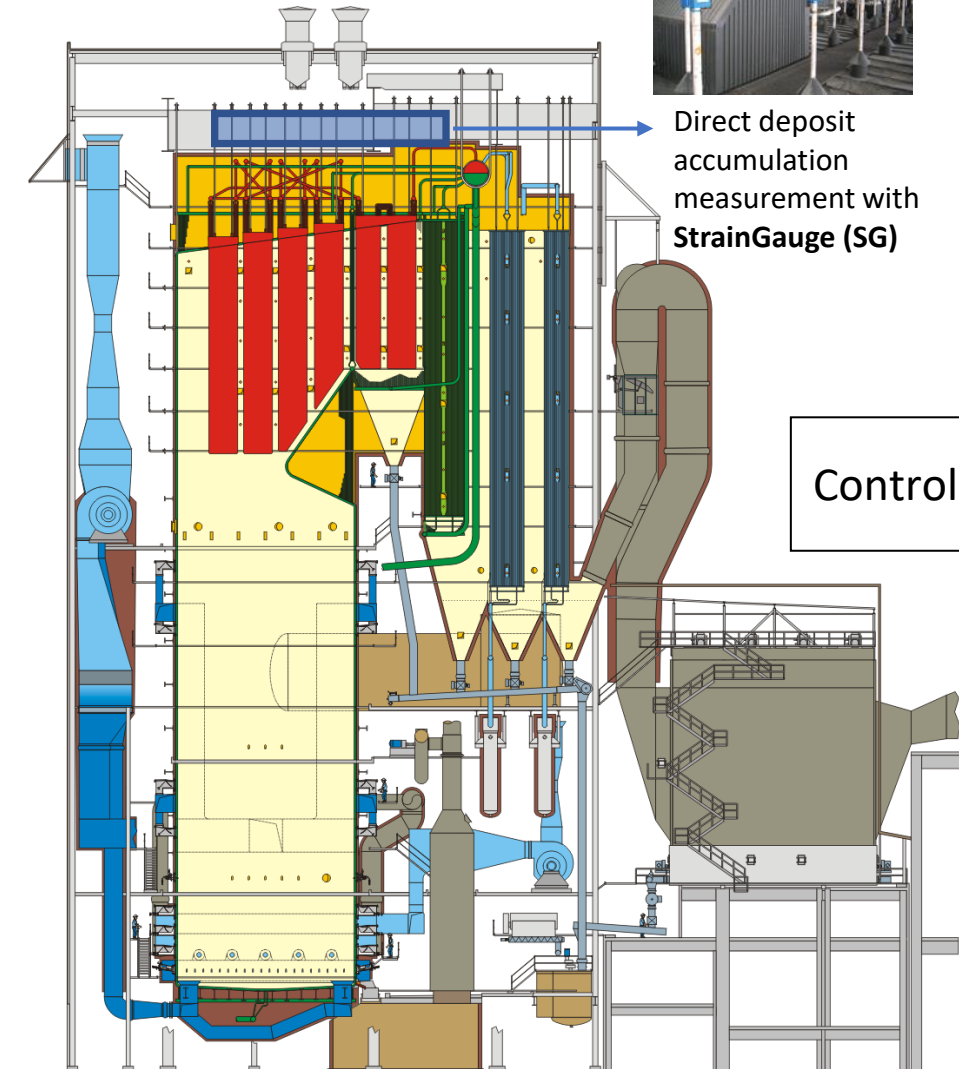 Direct deposit
accumulation
measurement with
StrainGauge (SG)
Control